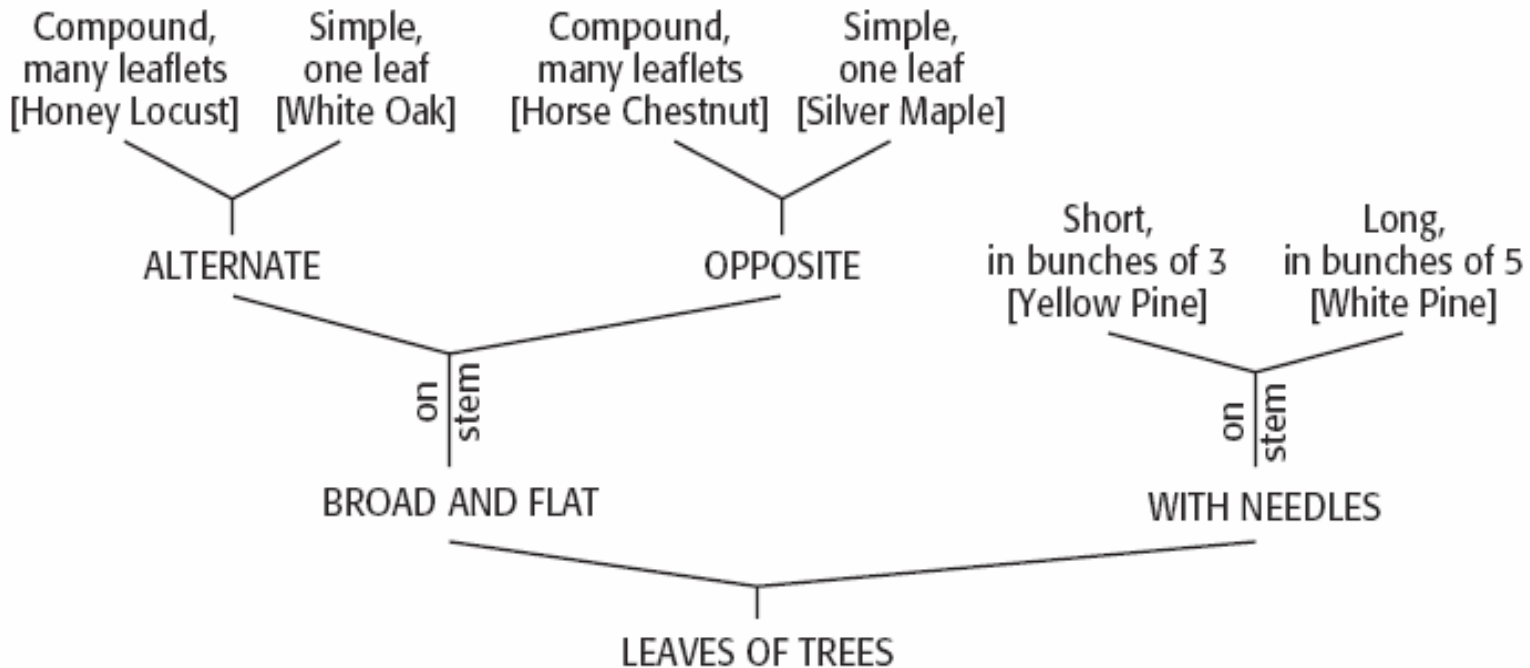 Compound,
many leaflets
[Honey Locust]
Simple,
one leaf
[White Oak]
Compound,
many leaflets
[Horse Chestnut]
Simple,
one leaf
[Silver Maple]
ALTERNATE
OPPOSITE
Short,
in bunches of 3
[Yellow Pine]
Long,
in bunches of 5
[White Pine]
on
stem
on
stem
BROAD AND FLAT
WITH NEEDLES
LEAVES OF TREES